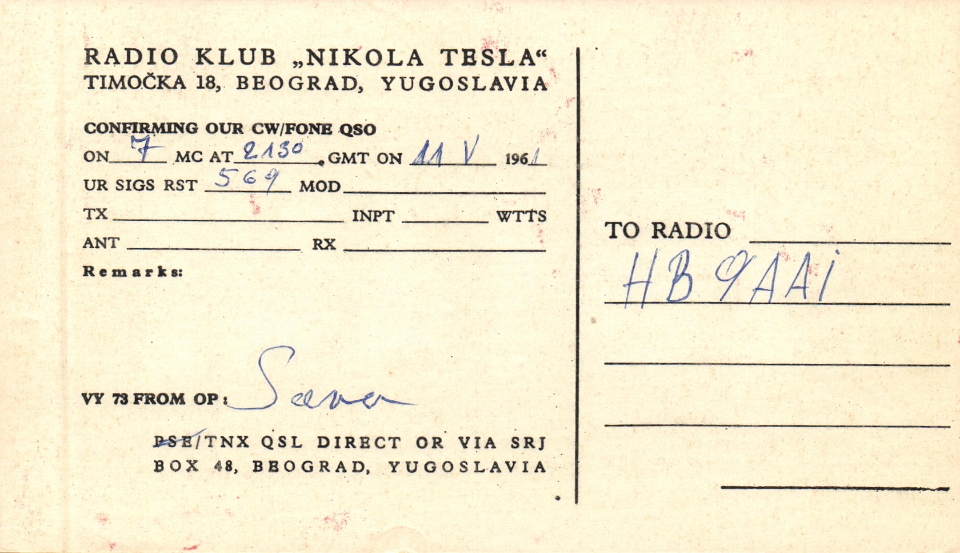 RADIO KLUB „NIKOLA TESLA“
TIMOČKA 18, BEOGRAD, YUGOSLAVIA
CONFIRMING OUR CW/FONE QSO
ON 7 MC AT 2130 GMT ON 11 V 1961
UR SIGS RST 569 MOD
TX INPT WTTS
ANT RX
Remarks:
VY 73 FROM OP: Sava
PSE/TNX QSL DIRECT OR VIA SRJ
BOX 48, BEOGRAD, YUGOSLAVIA
TO RADIO
HB9AAI